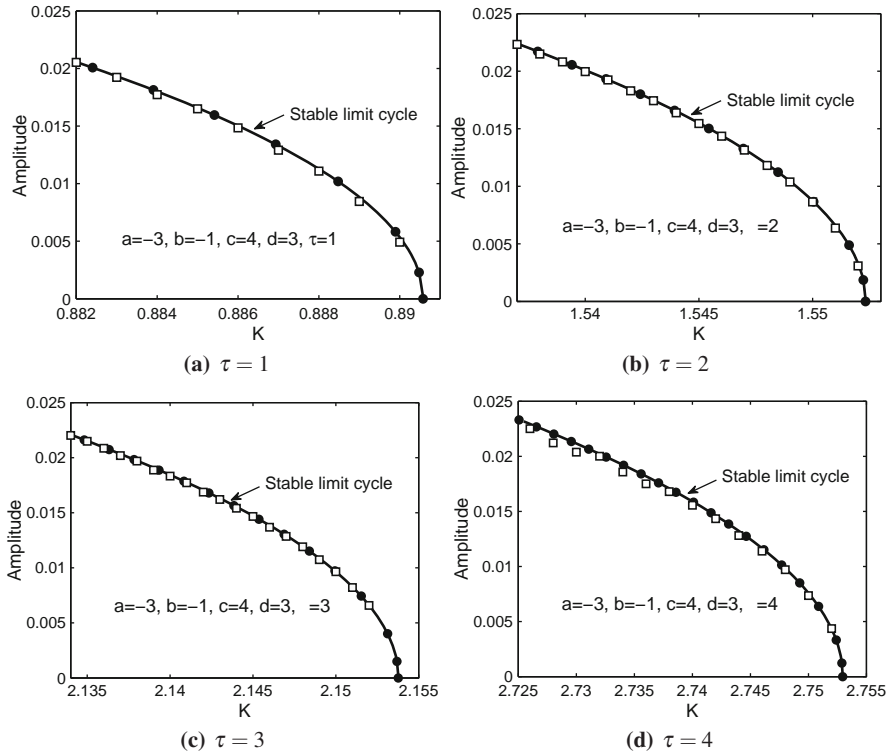 0.025
0.02
0.015
0.01
0.005
0
Amplitude
Stable limit cycle
a=−3, b=−1, c=4, d=3, τ=1
0.882 0.884 0.886 0.888 0.89
K
(a) τ = 1
0.025
0.02
0.015
0.01
0.005
0
Amplitude
Stable limit cycle
a=−3, b=−1, c=4, d=3, =2
1.54 1.545 1.55
K
(b) τ = 2
0.025
0.02
0.015
0.01
0.005
0
Amplitude
Stable limit cycle
a=−3, b=−1, c=4, d=3, =3
2.135 2.14 2.145 2.15 2.155
K
(c) τ = 3
0.025
0.02
0.015
0.01
0.005
0
Amplitude
Stable limit cycle
a=−3, b=−1, c=4, d=3, =4
2.725 2.73 2.735 2.74 2.745 2.75 2.755
K
(d) τ = 4